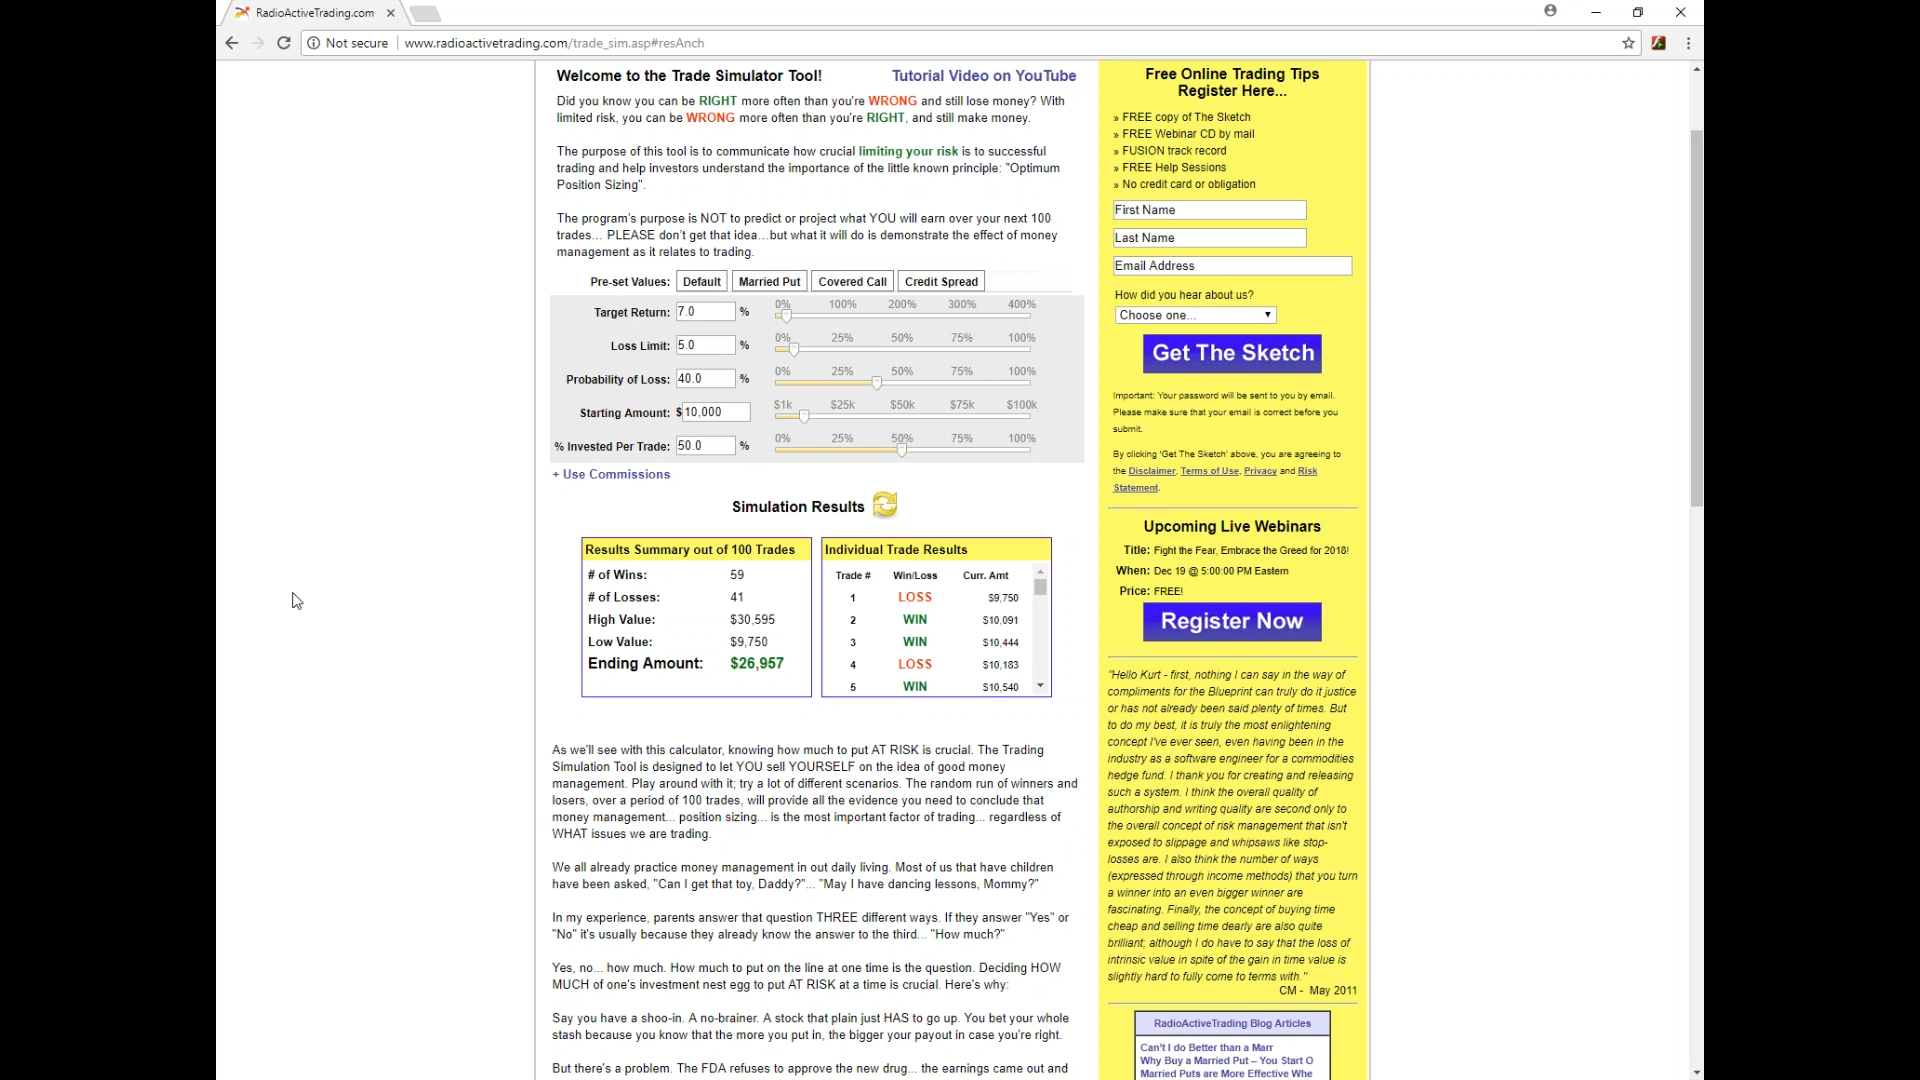 RadioActiveTrading.com
Not secure
www.radioactivetrading.com/trade_sim.asp#resAnch
Welcome to the Trade Simulator Tool!
Tutorial Video on YouTube
Did you know you can be RIGHT more often than you're WRONG and still lose money? With
limited risk, you can be WRONG more often than you're RIGHT, and still make money.
The purpose of this tool is to communicate how crucial limiting your risk is to successful
trading and help investors understand the importance of the little known principle: "Optimum
Position Sizing".
The program's purpose is NOT to predict or project what YOU will earn over your next 100
trades... PLEASE don't get that idea...but what it will do is demonstrate the effect of money
management as it relates to trading.
Pre-set Values: Default Married Put Covered Call Credit Spread
Target Return: 7.0 % 0% 100% 200% 300% 400%
Loss Limit: 5.0 % 0% 25% 50% 75% 100%
Probability of Loss: 40.0 % 0% 25% 50% 75% 100%
Starting Amount: $ 10,000 $1k $25k $50k $75k $100k
% Invested Per Trade: 50.0 % 0% 25% 50% 75% 100%
+ Use Commissions
Simulation Results
Results Summary out of 100 Trades
# of Wins: 59
# of Losses: 41
High Value: $30,595
Low Value: $9,750
Ending Amount: $26,957
Individual Trade Results
Trade # Win/Loss Curr. Amt
1 LOSS $9,750
2 WIN $10,091
3 WIN $10,444
4 LOSS $10,183
5 WIN $10,540
As we'll see with this calculator, knowing how much to put AT RISK is crucial. The Trading
Simulation Tool is designed to let YOU sell YOURSELF on the idea of good money
management. Play around with it; try a lot of different scenarios. The random run of winners and
losers, over a period of 100 trades, will provide all the evidence you need to conclude that
money management... position sizing... is the most important factor of trading... regardless of
WHAT issues we are trading.
We all already practice money management in out daily living. Most of us that have children
have been asked, "Can I get that toy, Daddy?"... "May I have dancing lessons, Mommy?"
In my experience, parents answer that question THREE different ways. If they answer "Yes" or
"No" it's usually because they already know the answer to the third... "How much?"
Yes, no... how much. How much to put on the line at one time is the question. Deciding HOW
MUCH of one's investment nest egg to put AT RISK at a time is crucial. Here's why:
Say you have a shoo-in. A no-brainer. A stock that plain just HAS to go up. You bet your whole
stash because you know that the more you put in, the bigger your payout in case you're right.
But there's a problem. The FDA refuses to approve the new drug... the earnings came out and
Free Online Trading Tips
Register Here...
» FREE copy of The Sketch
» FREE Webinar CD by mail
» FUSION track record
» FREE Help Sessions
» No credit card or obligation
First Name
Last Name
Email Address
How did you hear about us?
Choose one...
Get The Sketch
Important: Your password will be sent to you by email.
Please make sure that your email is correct before you
submit.
By clicking 'Get The Sketch' above, you are agreeing to
the Disclaimer, Terms of Use, Privacy and Risk
Statement.
Upcoming Live Webinars
Title: Fight the Fear, Embrace the Greed for 2018!
When: Dec 19 @ 5:00:00 PM Eastern
Price: FREE!
Register Now
"Hello Kurt - first, nothing I can say in the way of
compliments for the Blueprint can truly do it justice
or has not already been said plenty of times. But
to do my best, it is truly the most enlightening
concept I've ever seen, even having been in the
industry as a software engineer for a commodities
hedge fund. I thank you for creating and releasing
such a system. I think the overall quality of
authorship and writing quality are second only to
the overall concept of risk management that isn't
exposed to slippage and whipsaws like stop-
losses are. I also think the number of ways
(expressed through income methods) that you turn
a winner into an even bigger winner are
fascinating. Finally, the concept of buying time
cheap and selling time dearly are also quite
brilliant; although I do have to say that the loss of
intrinsic value in spite of the gain in time value is
slightly hard to fully come to terms with."
CM - May 2011
RadioActiveTrading Blog Articles
Can't I do Better than a Marr
Why Buy a Married Put – You Start O
Married Puts are More Effective Whe